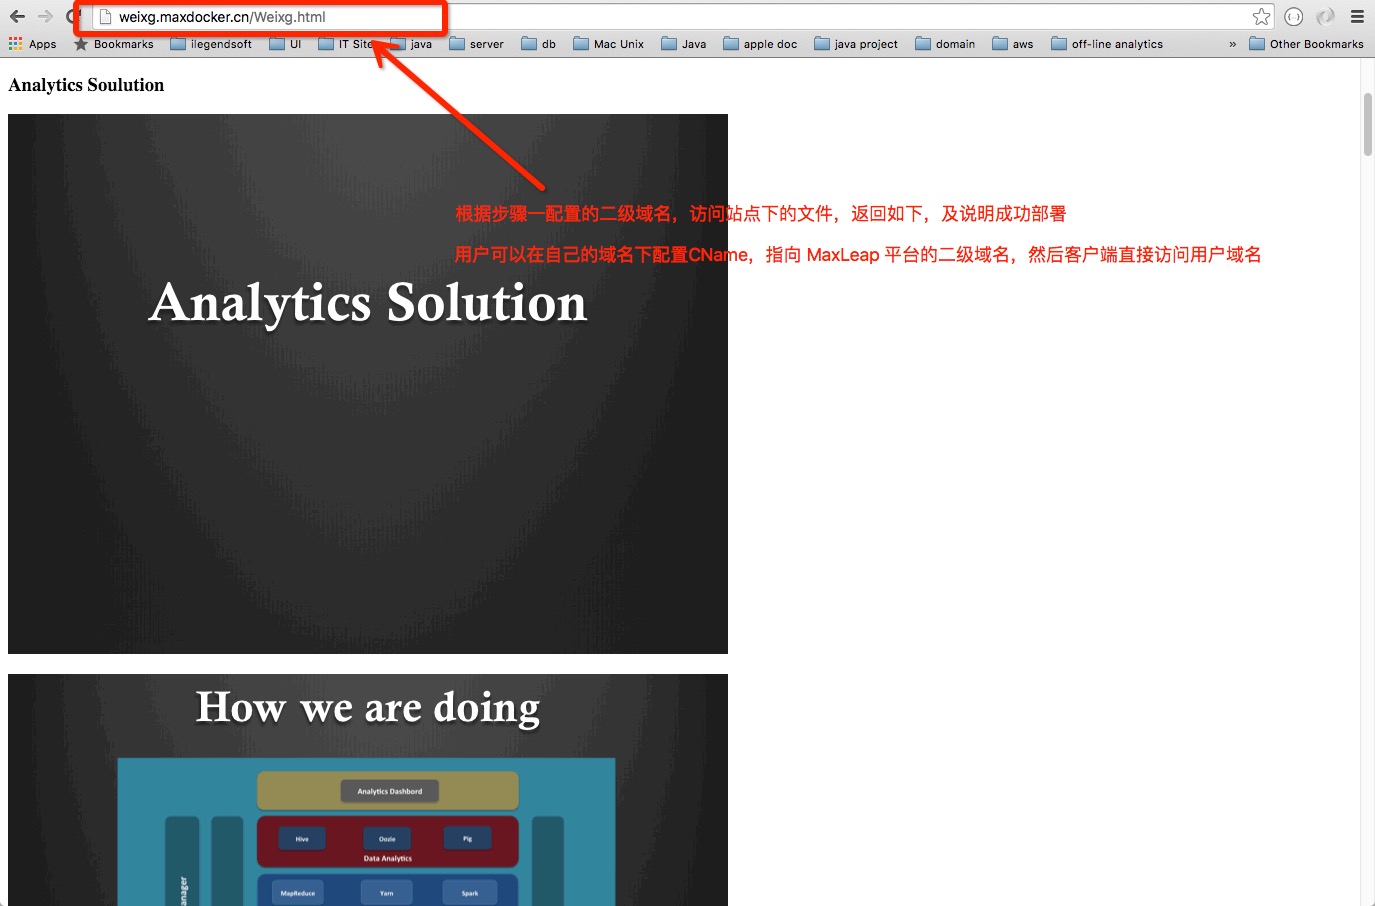 weixg.maxdocker.cn/Weixg.html
Apps Bookmarks ilegendsoft UI IT Site java server db Mac Unix Java apple doc java project domain aws off-line analytics » Other Bookmarks
Analytics Soulution
根据步骤一配置的二级域名，访问站点下的文件，返回如下，及说明成功部署
用户可以在自己的域名下配置CName，指向 MaxLeap 平台的二级域名，然后客户端直接访问用户域名
Analytics Solution
How we are doing
Analytics Dashbord
Hive Oozie Pig
Data Analytics
MapReduce Yarn Spark